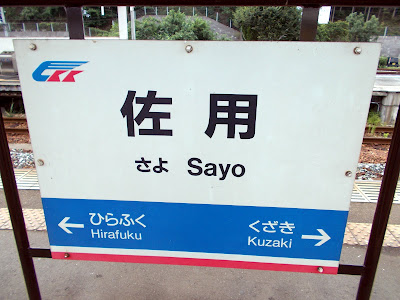 佐用
さよ Sayo
← ひらふく
Hirafuku
くざき →
Kuzaki